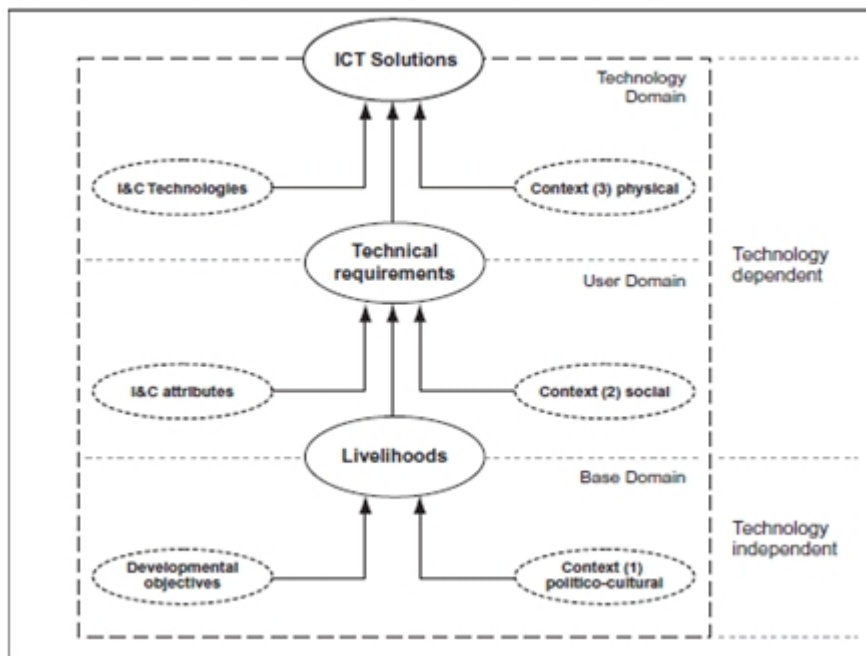 ICT Solutions
Technology
Domain
I&C Technologies
Context (3) physical
Technical
requirements
Technology
dependent
User Domain
I&C attributes
Context (2) social
Livelihoods
Base Domain
Technology
independent
Developmental
objectives
Context (1)
politico-cultural